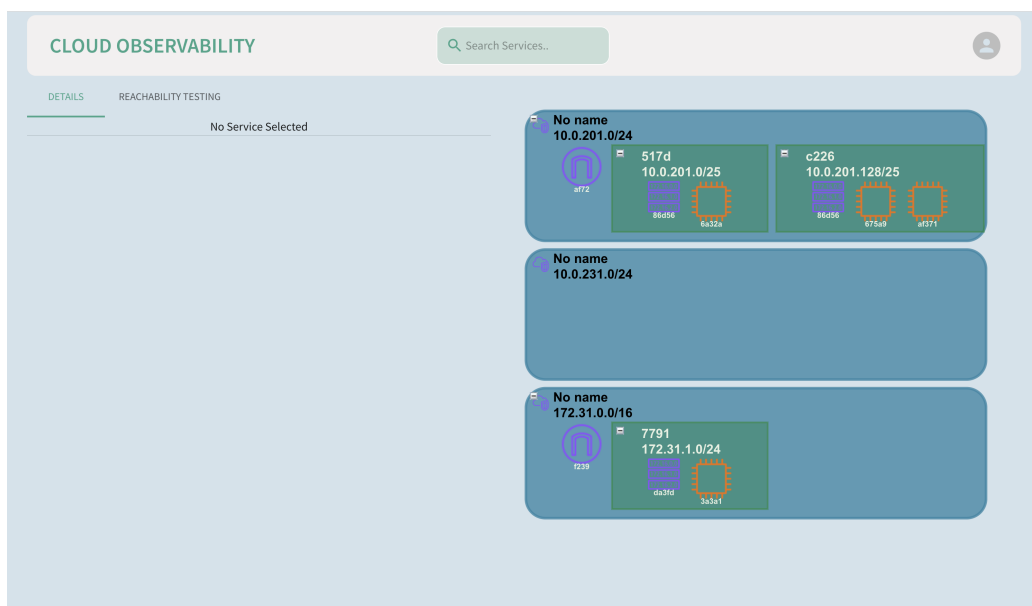 CLOUD OBSERVABILITY
Search Services..
DETAILS
REACHABILITY TESTING
No Service Selected
No name
10.0.201.0/24
af72
517d
10.0.201.0/25
86d56
6a32a
c226
10.0.201.128/25
86d56
675a9
af371
No name
10.0.231.0/24
No name
172.31.0.0/16
f239
7791
172.31.1.0/24
da3fd
3a3a1